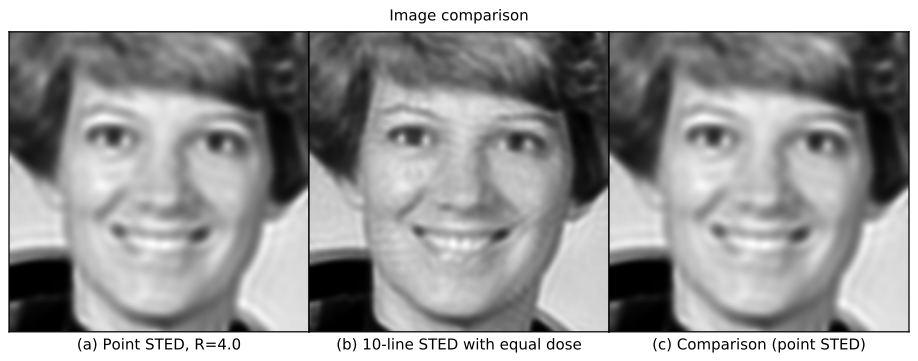 Image comparison
(a) Point STED, R=4.0
(b) 10-line STED with equal dose
(c) Comparison (point STED)